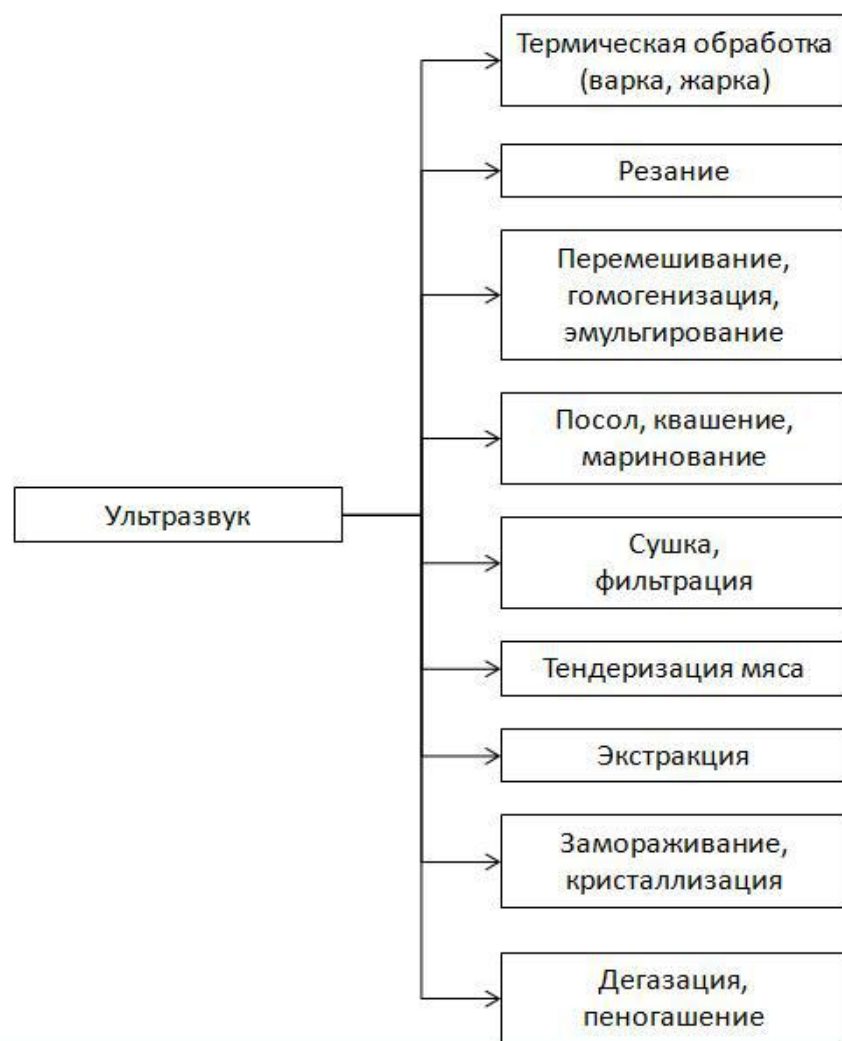 Термическая обработка
(варка, жарка)
Резание
Перемешивание,
гомогенизация,
эмульгирование
Посол, квашение,
маринование
Ультразвук
Сушка,
фильтрация
Тендеризация мяса
Экстракция
Замораживание,
кристаллизация
Дегазация,
пеногашение